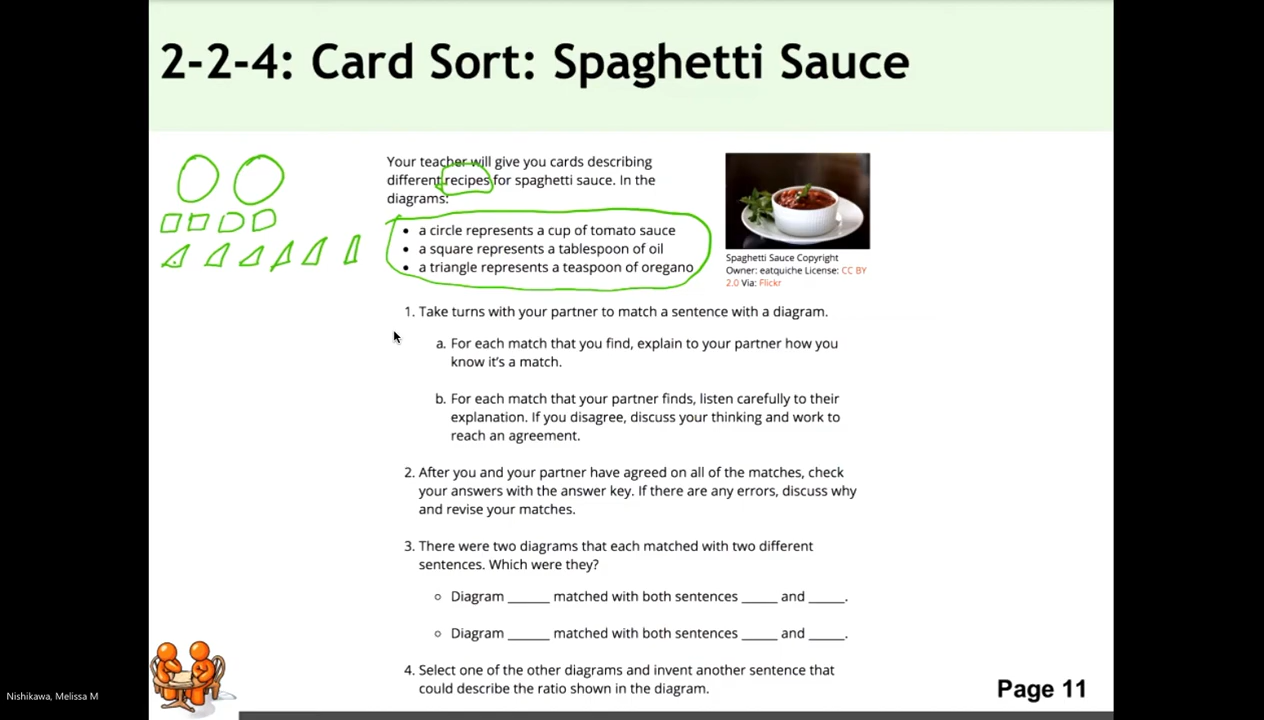 2-2-4: Card Sort: Spaghetti Sauce
Your teacher will give you cards describing
different recipes for spaghetti sauce. In the
diagrams:
• a circle represents a cup of tomato sauce
• a square represents a tablespoon of oil
• a triangle represents a teaspoon of oregano
Spaghetti Sauce Copyright
Owner: eatquiche License: CC BY
2.0 Via: Flickr
1. Take turns with your partner to match a sentence with a diagram.
a. For each match that you find, explain to your partner how you
know it's a match.
b. For each match that your partner finds, listen carefully to their
explanation. If you disagree, discuss your thinking and work to
reach an agreement.
2. After you and your partner have agreed on all of the matches, check
your answers with the answer key. If there are any errors, discuss why
and revise your matches.
3. There were two diagrams that each matched with two different
sentences. Which were they?
○ Diagram ______ matched with both sentences _____ and _____.
○ Diagram ______ matched with both sentences _____ and _____.
4. Select one of the other diagrams and invent another sentence that
could describe the ratio shown in the diagram.
Page 11
Nishikawa, Melissa M